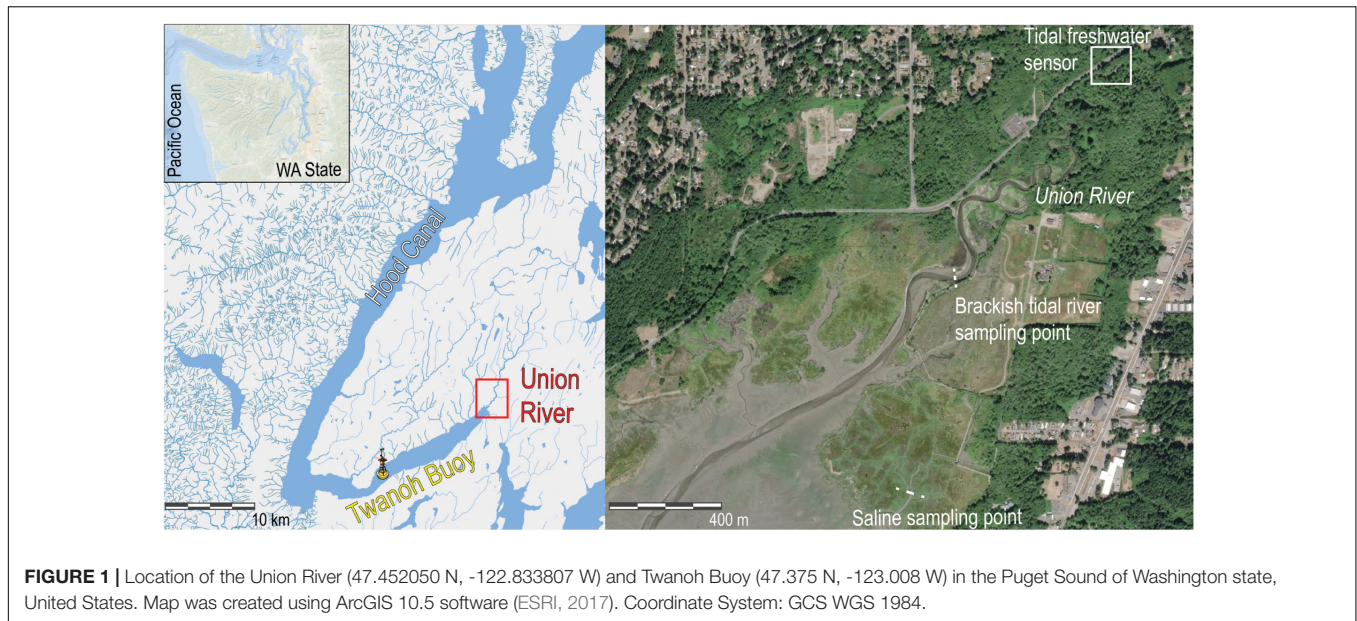 Pacific Ocean
WA State
Hood Canal
Union
River
Twanoh Buoy
10 km
Tidal freshwater
sensor
Union River
Brackish tidal river
sampling point
Saline sampling point
400 m
FIGURE 1 | Location of the Union River (47.452050 N, -122.833807 W) and Twanoh Buoy (47.375 N, -123.008 W) in the Puget Sound of Washington state,
United States. Map was created using ArcGIS 10.5 software (ESRI, 2017). Coordinate System: GCS WGS 1984.